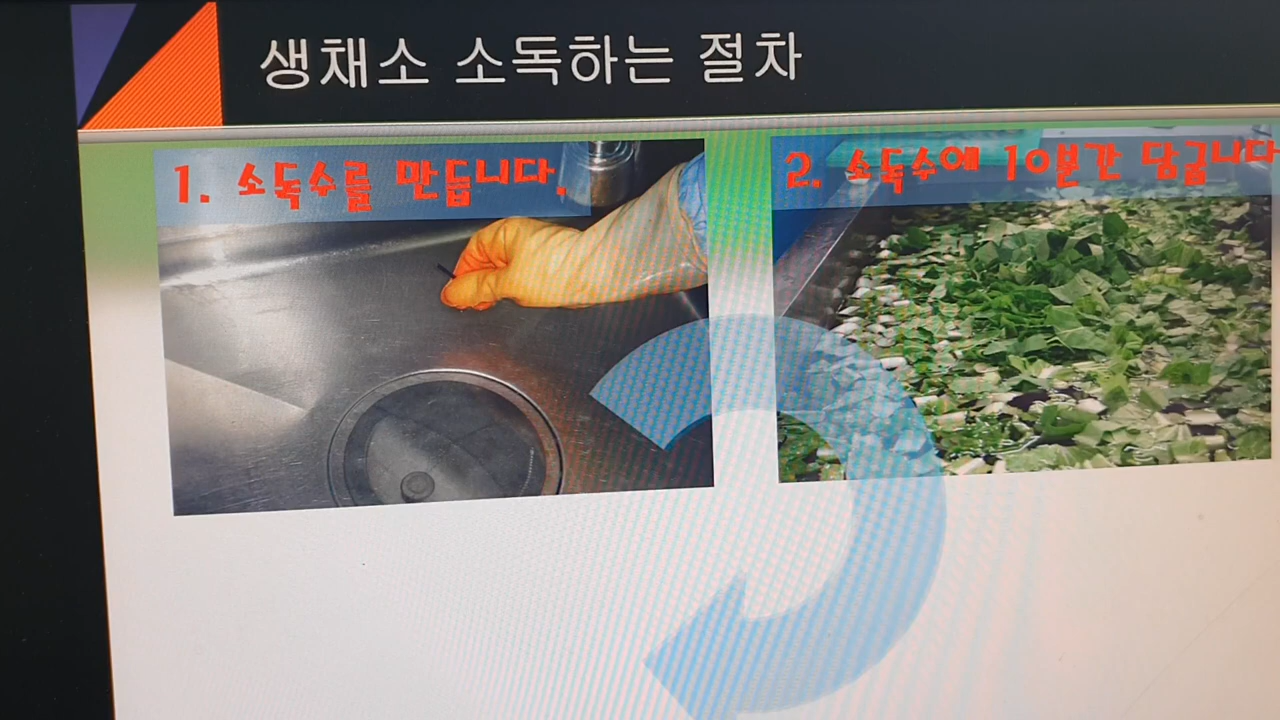 생채소 소독하는 절차
1. 소독수를 만듭니다.
2. 소독수에 10분간 담굽니다